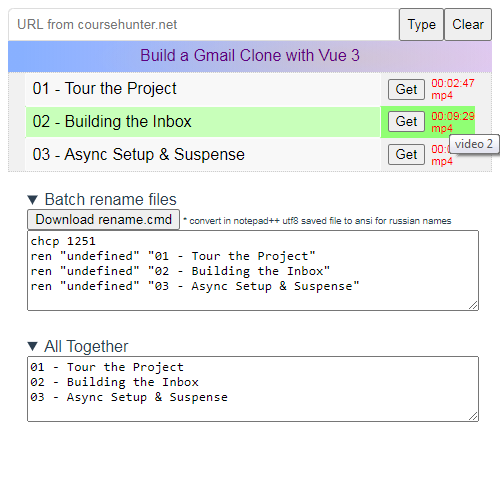 URL from coursehunter.net
Type
Clear
Build a Gmail Clone with Vue 3
01 - Tour the Project
Get
00:02:47
mp4
02 - Building the Inbox
Get
00:09:29
mp4
video 2
03 - Async Setup & Suspense
Get
mp4
▼ Batch rename files
Download rename.cmd
* convert in notepad++ utf8 saved file to ansi for russian names
chcp 1251
ren "undefined" "01 - Tour the Project"
ren "undefined" "02 - Building the Inbox"
ren "undefined" "03 - Async Setup & Suspense"
▼ All Together
01 - Tour the Project
02 - Building the Inbox
03 - Async Setup & Suspense